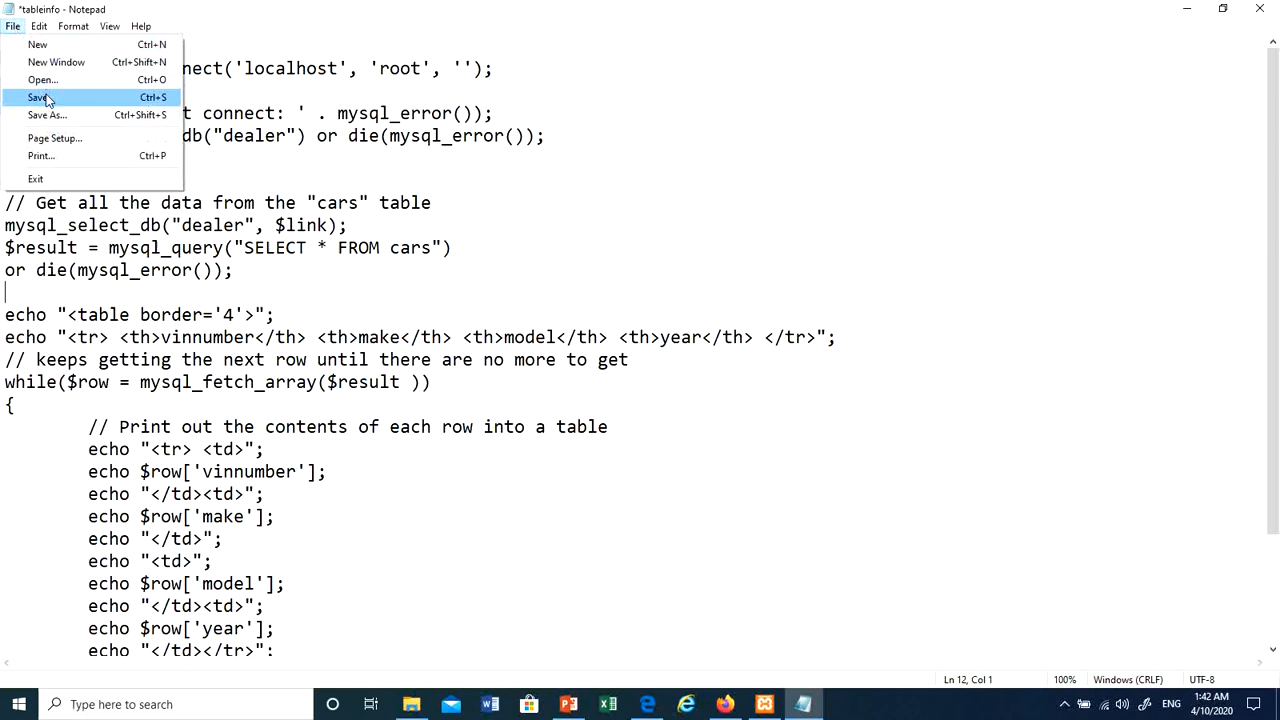 *tableinfo - Notepad
File Edit Format View Help
New Ctrl+N
New Window Ctrl+Shift+N
Open... Ctrl+O
Save Ctrl+S
Save As... Ctrl+Shift+S
Page Setup...
Print... Ctrl+P
Exit
nect('localhost', 'root', '');
t connect: ' . mysql_error());
db("dealer") or die(mysql_error());
// Get all the data from the "cars" table
mysql_select_db("dealer", $link);
$result = mysql_query("SELECT * FROM cars")
or die(mysql_error());
echo "<table border='4'>";
echo "<tr> <th>vinnumber</th> <th>make</th> <th>model</th> <th>year</th> </tr>";
// keeps getting the next row until there are no more to get
while($row = mysql_fetch_array($result ))
{
// Print out the contents of each row into a table
echo "<tr> <td>";
echo $row['vinnumber'];
echo "</td><td>";
echo $row['make'];
echo "</td>";
echo "<td>";
echo $row['model'];
echo "</td><td>";
echo $row['year'];
echo "</td></tr>";
Ln 12, Col 1 100% Windows (CRLF) UTF-8
Type here to search
ENG
1:42 AM
4/10/2020